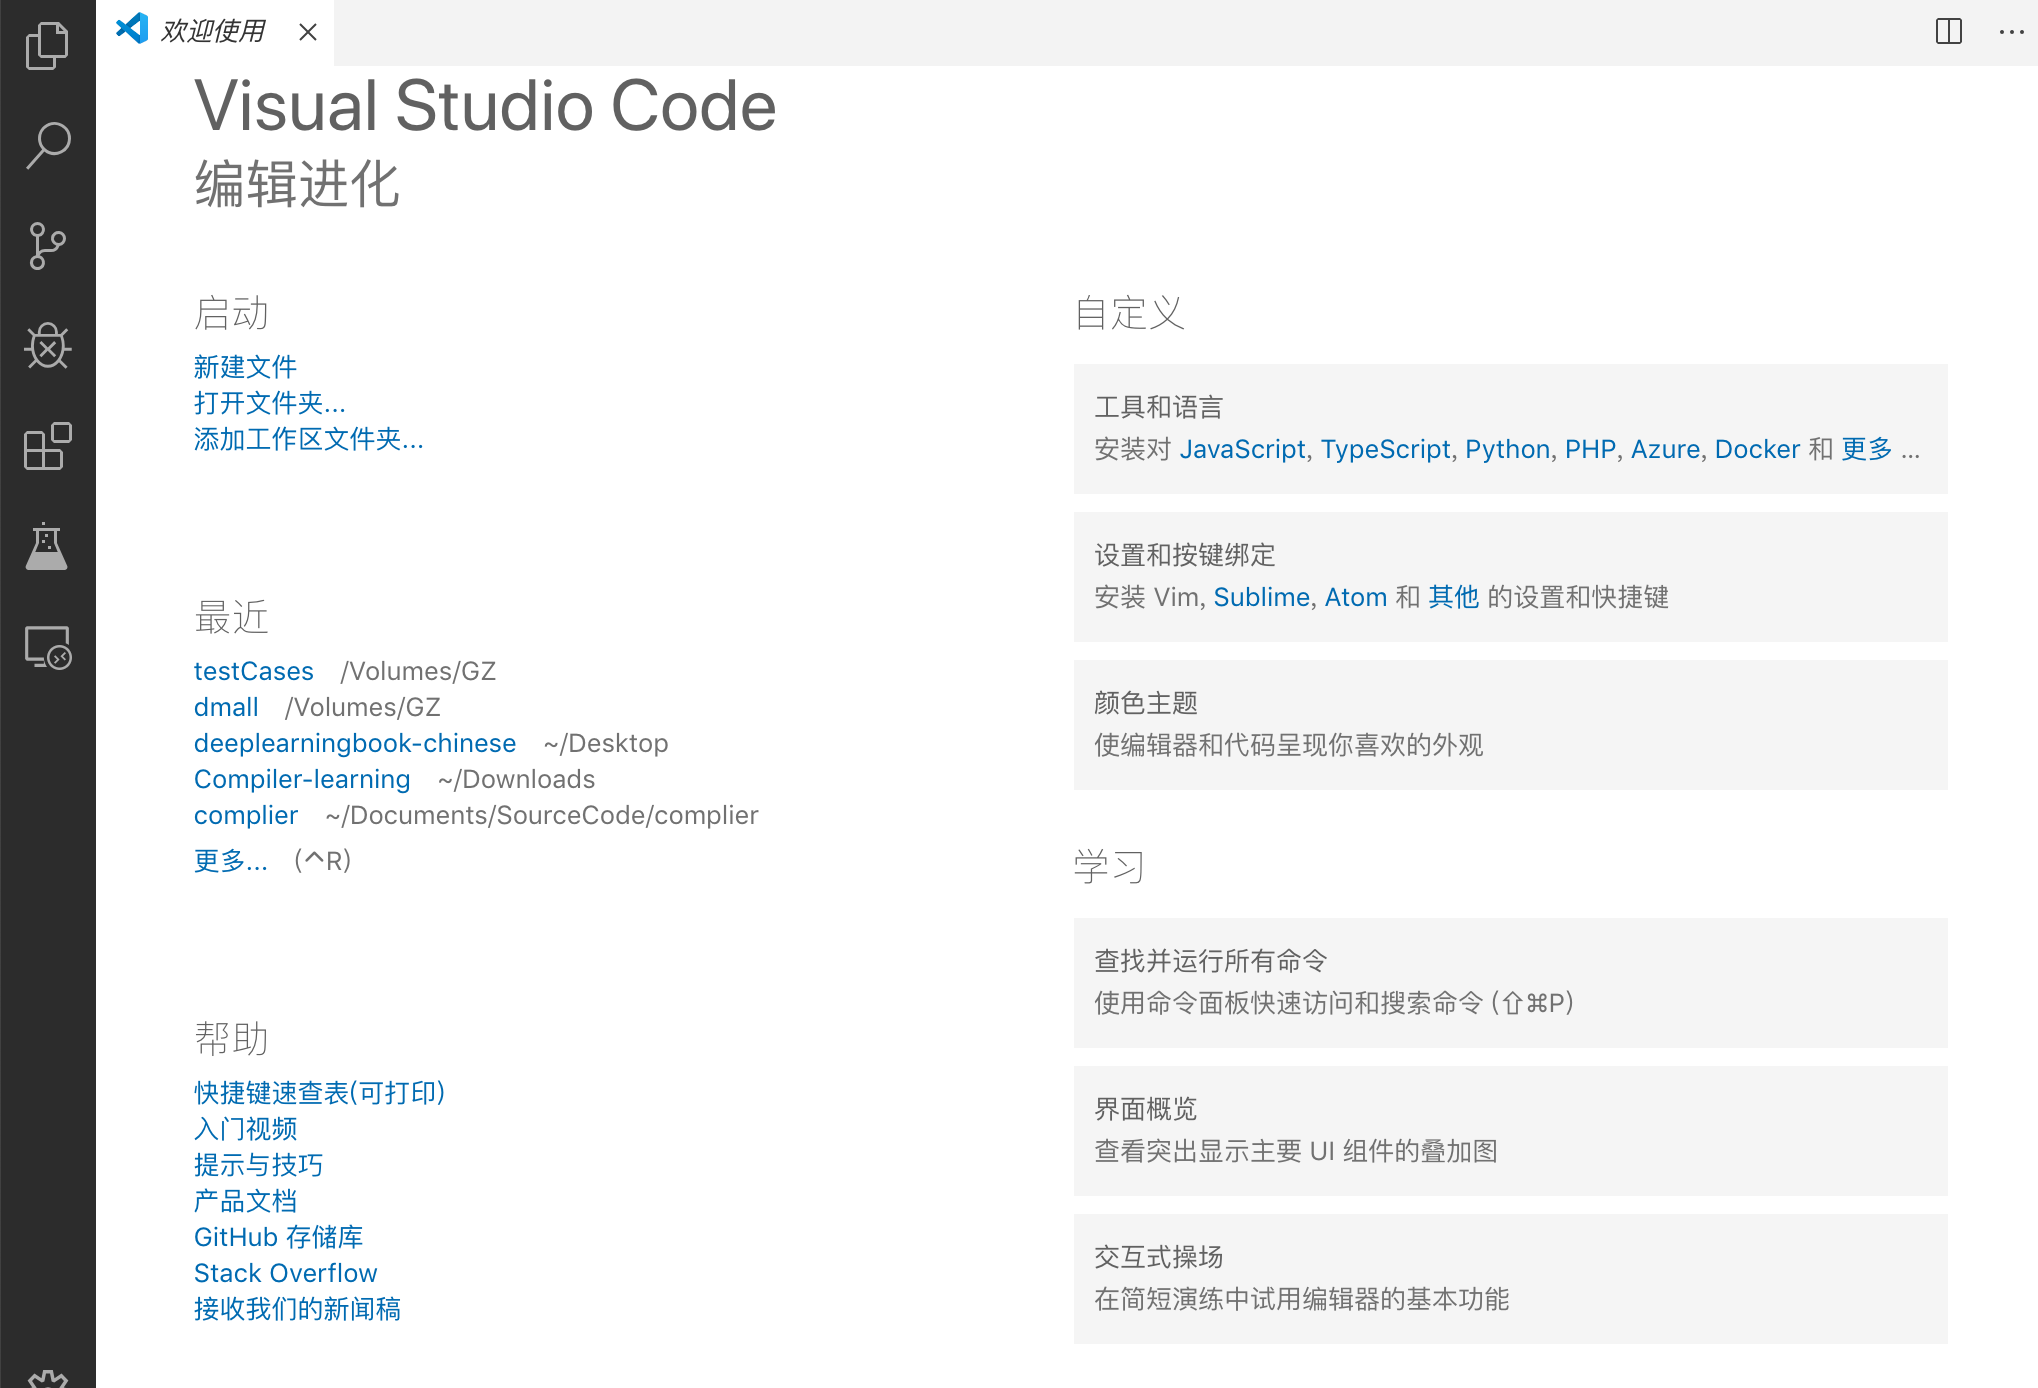 欢迎使用
Visual Studio Code
编辑进化
启动
新建文件
打开文件夹...
添加工作区文件夹...
最近
testCases /Volumes/GZ
dmall /Volumes/GZ
deeplearningbook-chinese ~/Desktop
Compiler-learning ~/Downloads
complier ~/Documents/SourceCode/complier
更多... (^R)
帮助
快捷键速查表(可打印)
入门视频
提示与技巧
产品文档
GitHub 存储库
Stack Overflow
接收我们的新闻稿
自定义
工具和语言
安装对 JavaScript, TypeScript, Python, PHP, Azure, Docker 和 更多 ...
设置和按键绑定
安装 Vim, Sublime, Atom 和 其他 的设置和快捷键
颜色主题
使编辑器和代码呈现你喜欢的外观
学习
查找并运行所有命令
使用命令面板快速访问和搜索命令 (⇧⌘P)
界面概览
查看突出显示主要 UI 组件的叠加图
交互式操场
在简短演练中试用编辑器的基本功能